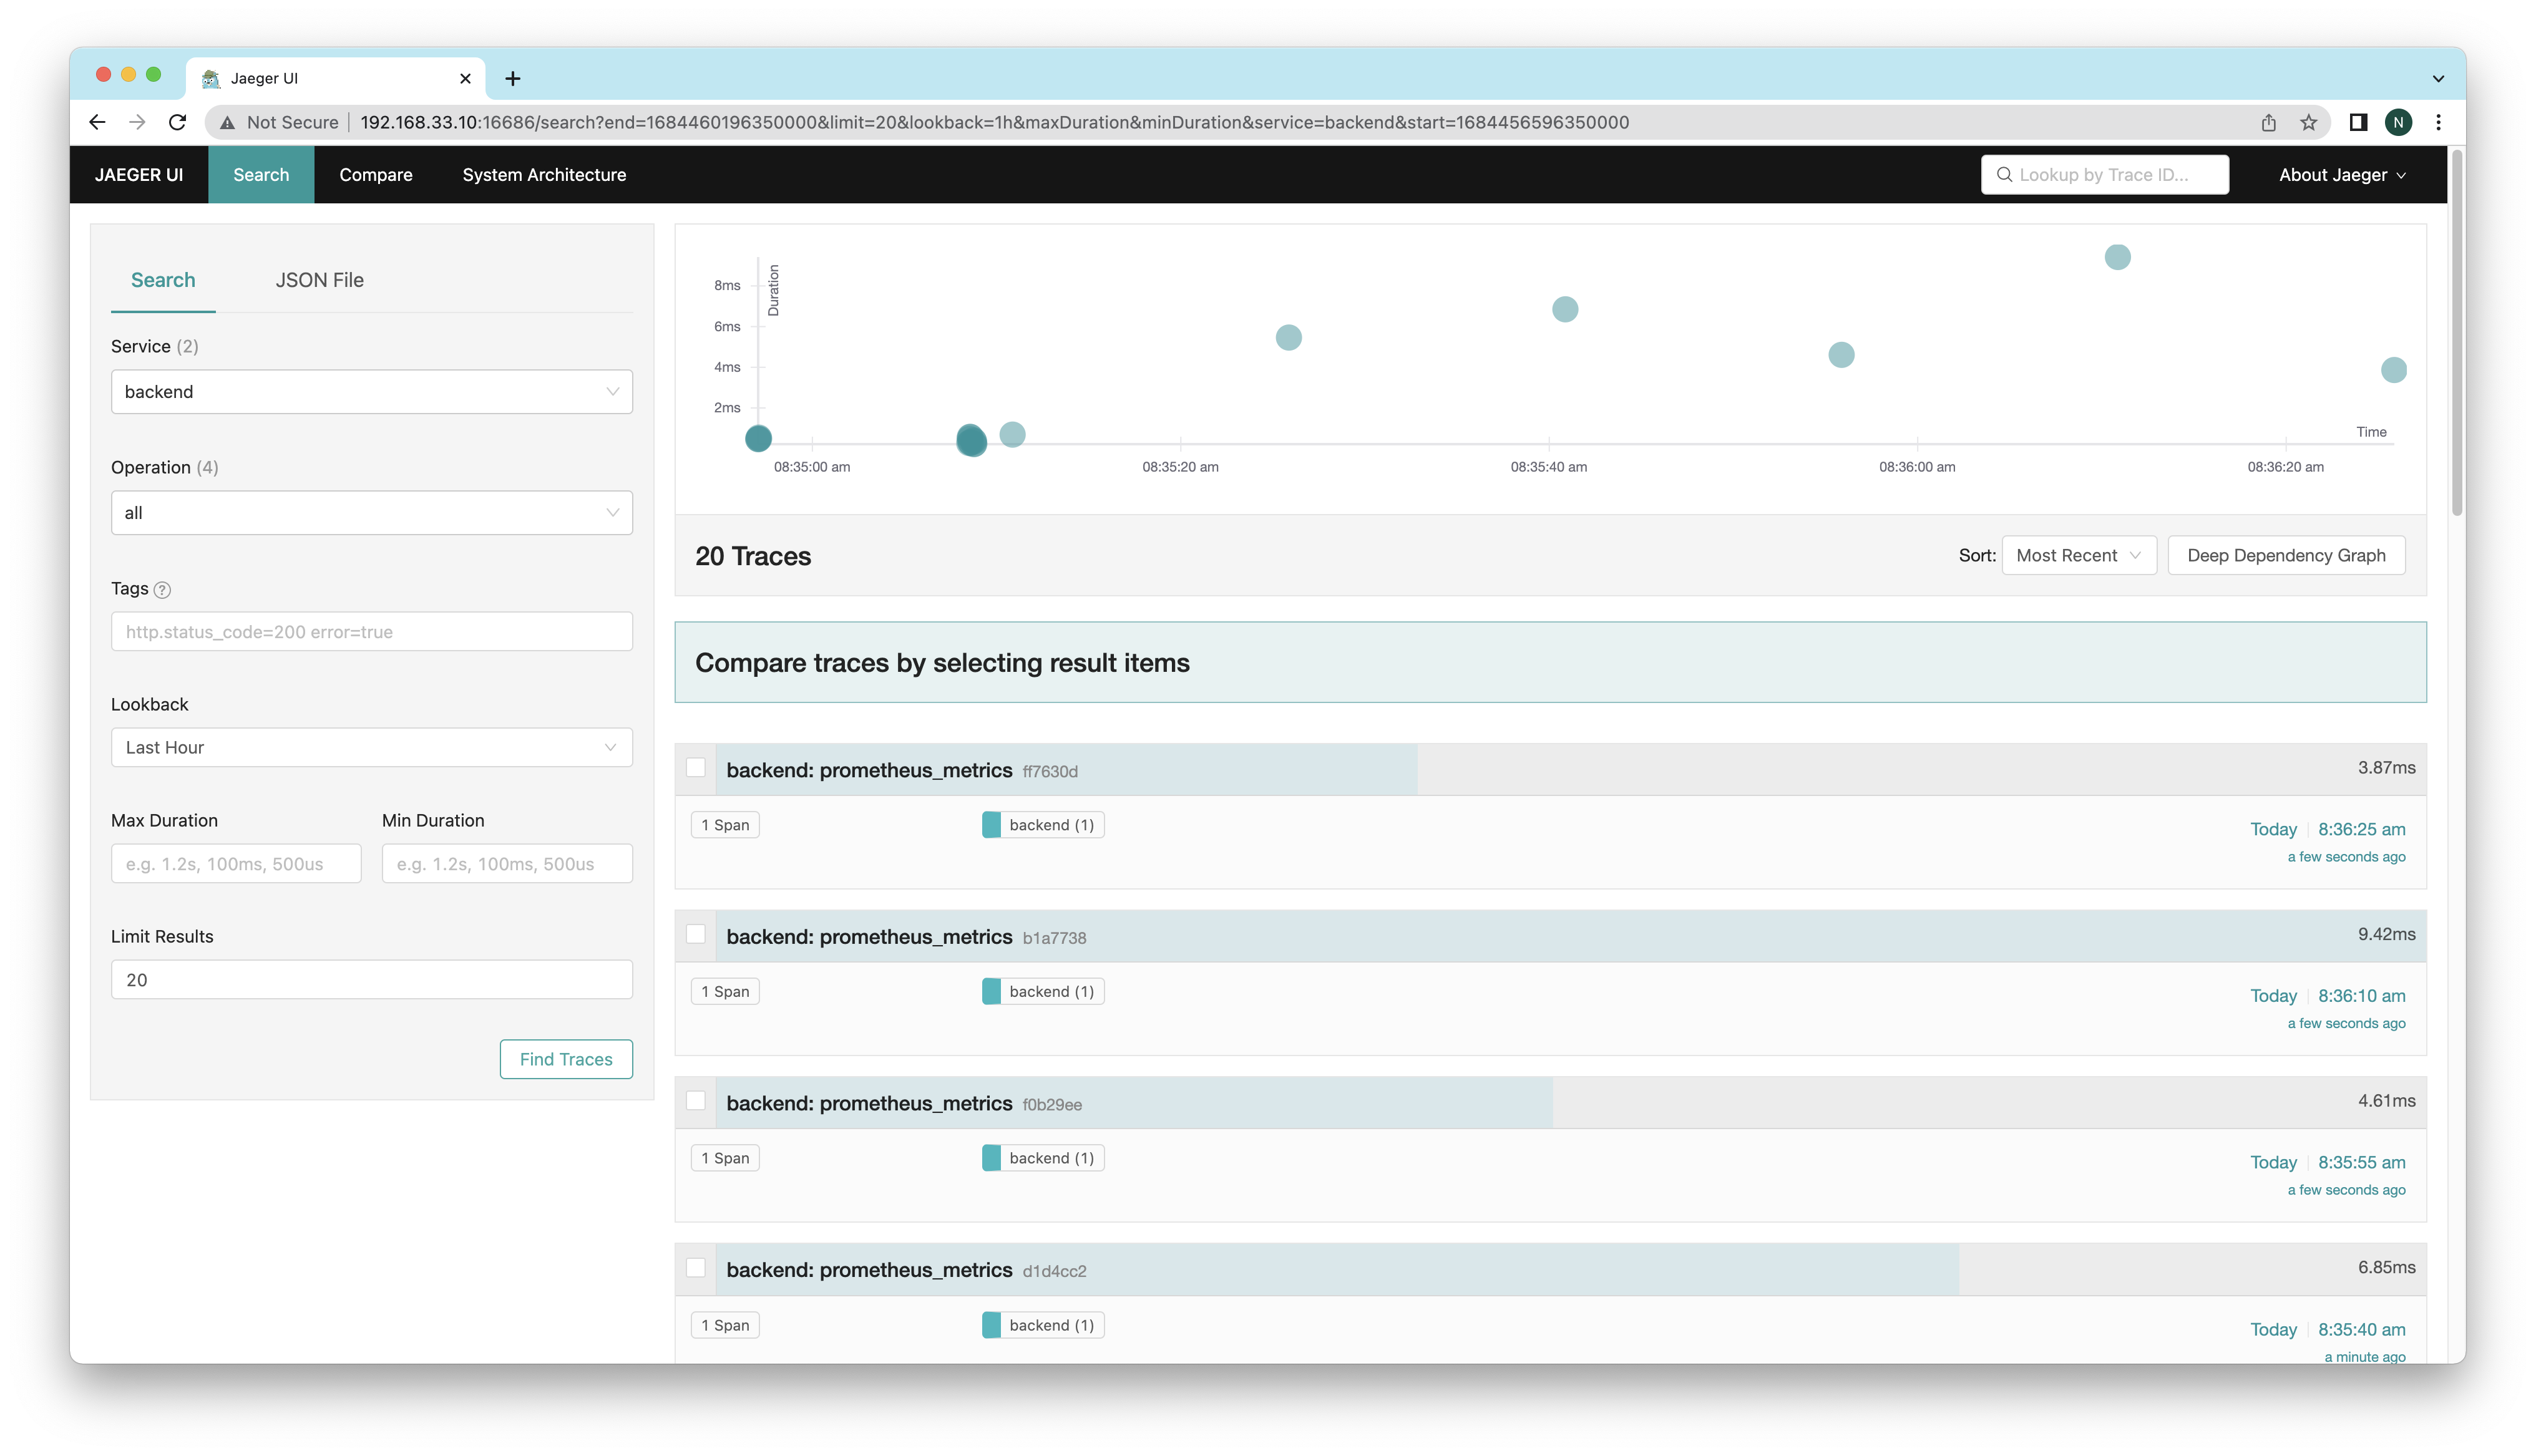 Jaeger UI
Not Secure
192.168.33.10:16686/search?end=1684460196350000&limit=20&lookback=1h&maxDuration&minDuration&service=backend&start=1684456596350000
N
JAEGER UI
Search
Compare
System Architecture
Lookup by Trace ID...
About Jaeger
Search
JSON File
Service (2)
backend
Operation (4)
all
Tags ?
http.status_code=200 error=true
Lookback
Last Hour
Max Duration
Min Duration
e.g. 1.2s, 100ms, 500us
e.g. 1.2s, 100ms, 500us
Limit Results
20
Find Traces
Duration
8ms
6ms
4ms
2ms
Time
08:35:00 am
08:35:20 am
08:35:40 am
08:36:00 am
08:36:20 am
20 Traces
Sort:
Most Recent
Deep Dependency Graph
Compare traces by selecting result items
backend: prometheus_metrics ff7630d
3.87ms
1 Span
backend (1)
Today 8:36:25 am
a few seconds ago
backend: prometheus_metrics b1a7738
9.42ms
1 Span
backend (1)
Today 8:36:10 am
a few seconds ago
backend: prometheus_metrics f0b29ee
4.61ms
1 Span
backend (1)
Today 8:35:55 am
a few seconds ago
backend: prometheus_metrics d1d4cc2
6.85ms
1 Span
backend (1)
Today 8:35:40 am
a minute ago